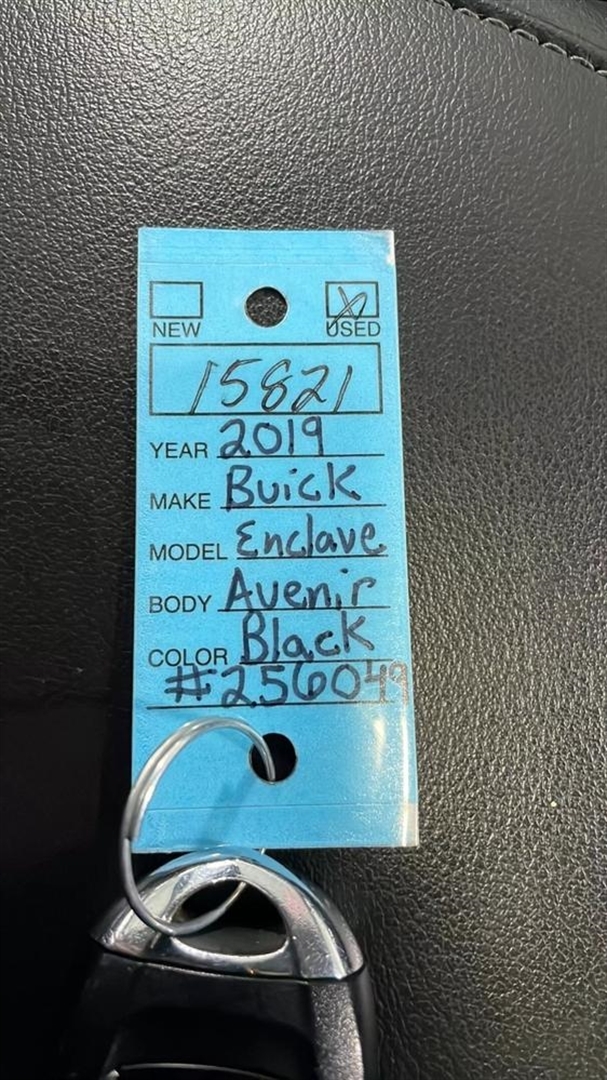 NEW USED
15821
YEAR 2019
MAKE Buick
MODEL Enclave
BODY Avenir
COLOR Black
#256049